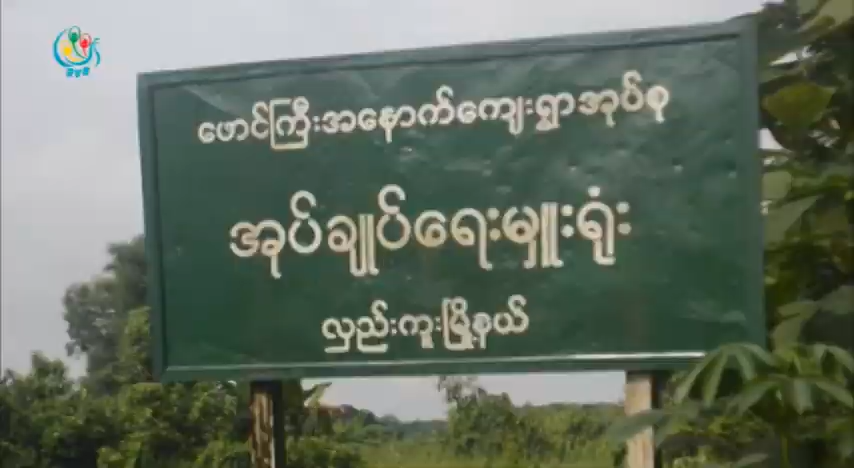 ဖောင်ကြီးအနောက်ကျေးရွာအုပ်စု
အုပ်ချုပ်ရေးမှူးရုံး
လှည်းကူးမြို့နယ်